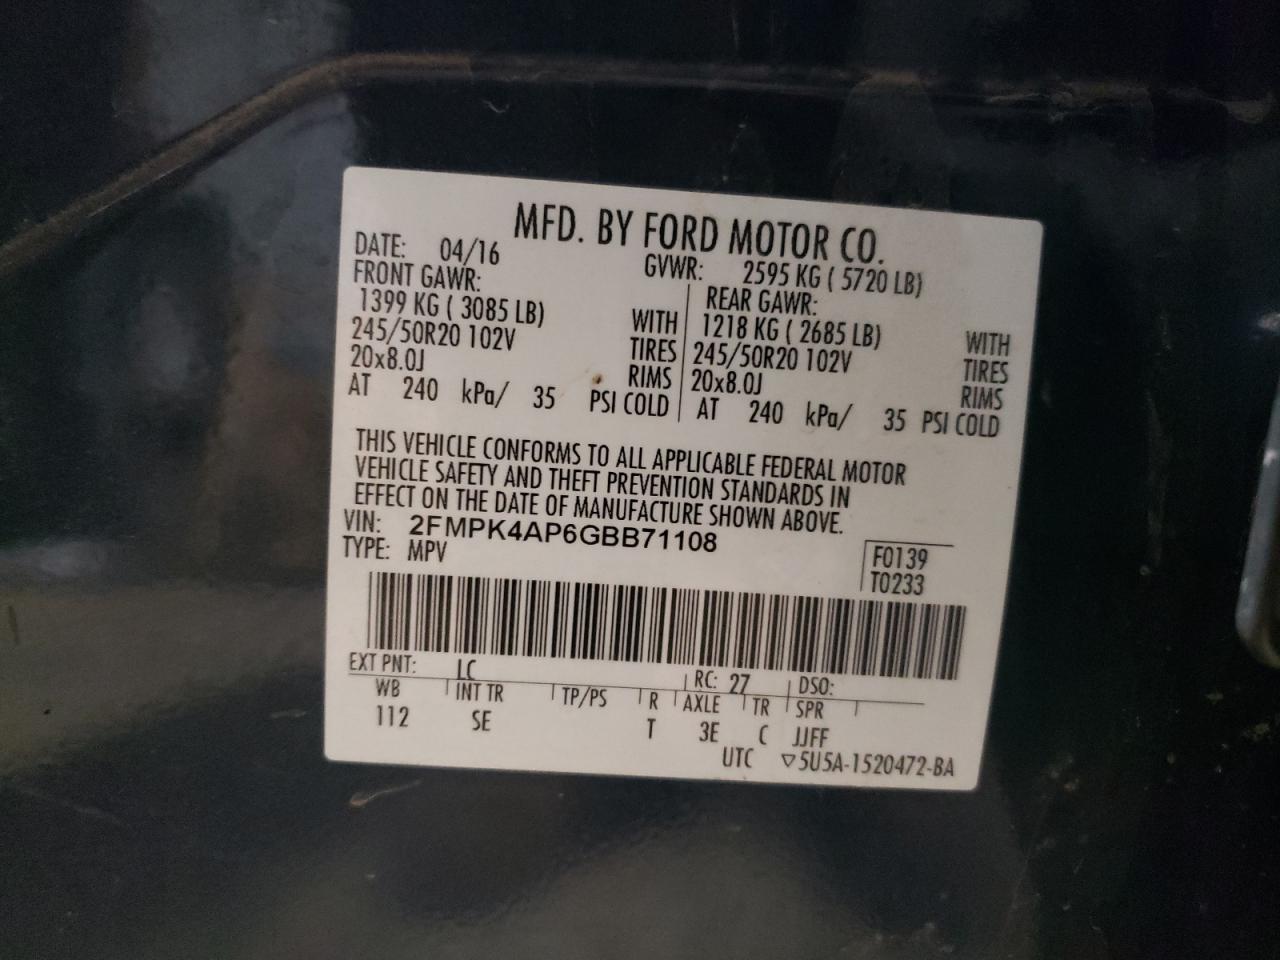 MFD. BY FORD MOTOR CO.
DATE: 04/16 GVWR: 2595 KG ( 5720 LB)
FRONT GAWR: REAR GAWR:
1399 KG ( 3085 LB) WITH 1218 KG ( 2685 LB) WITH
245/50R20 102V TIRES 245/50R20 102V TIRES
20x8.0J RIMS 20x8.0J RIMS
AT 240 kPa/ 35 PSI COLD AT 240 kPa/ 35 PSI COLD
THIS VEHICLE CONFORMS TO ALL APPLICABLE FEDERAL MOTOR
VEHICLE SAFETY AND THEFT PREVENTION STANDARDS IN
EFFECT ON THE DATE OF MANUFACTURE SHOWN ABOVE.
VIN: 2FMPK4AP6GBB71108
TYPE: MPV F0139
T0233
EXT PNT: LC RC: 27 DSO:
WB INT TR TP/PS R AXLE TR SPR
112 SE T 3E C JJFF
UTC ▽5U5A-1520472-BA